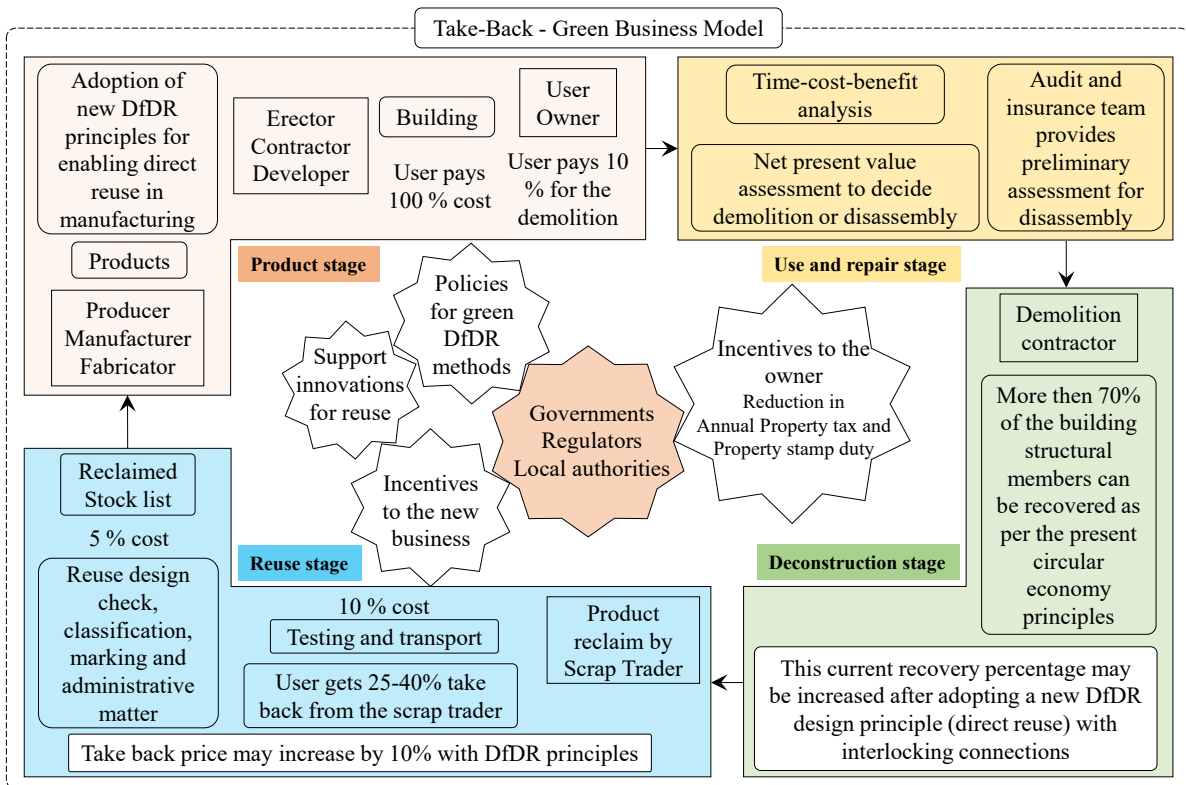 Take-Back - Green Business Model
Adoption of
new DfDR
principles for
enabling direct
reuse in
manufacturing
Products
Producer
Manufacturer
Fabricator
Erector
Contractor
Developer
Building
User pays
100 % cost
User
Owner
User pays 10
% for the
demolition
Product stage
Time-cost-benefit
analysis
Net present value
assessment to decide
demolition or disassembly
Audit and
insurance team
provides
preliminary
assessment for
disassembly
Use and repair stage
Policies
for green
DfDR
methods
Support
innovations
for reuse
Incentives
to the new
business
Governments
Regulators
Local authorities
Incentives to the
owner
Reduction in
Annual Property tax and
Property stamp duty
Demolition
contractor
More then 70%
of the building
structural
members can
be recovered as
per the present
circular
economy
principles
Deconstruction stage
This current recovery percentage may
be increased after adopting a new DfDR
design principle (direct reuse) with
interlocking connections
Reuse stage
Product
reclaim by
Scrap Trader
10 % cost
Testing and transport
User gets 25-40% take
back from the scrap trader
Take back price may increase by 10% with DfDR principles
Reclaimed
Stock list
5 % cost
Reuse design
check,
classification,
marking and
administrative
matter